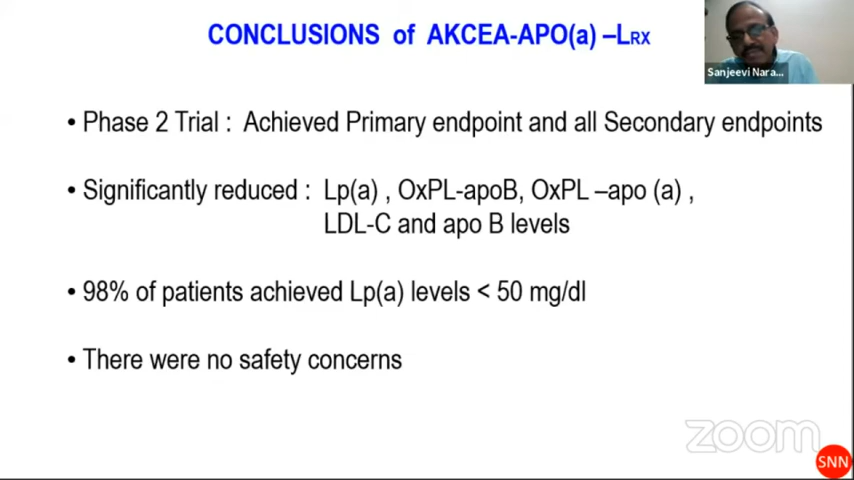 CONCLUSIONS of AKCEA-APO(a) –LRX
Sanjeevi Nara...
• Phase 2 Trial : Achieved Primary endpoint and all Secondary endpoints
• Significantly reduced : Lp(a) , OxPL-apoB, OxPL –apo (a) ,
LDL-C and apo B levels
• 98% of patients achieved Lp(a) levels < 50 mg/dl
• There were no safety concerns
zoom
SNN